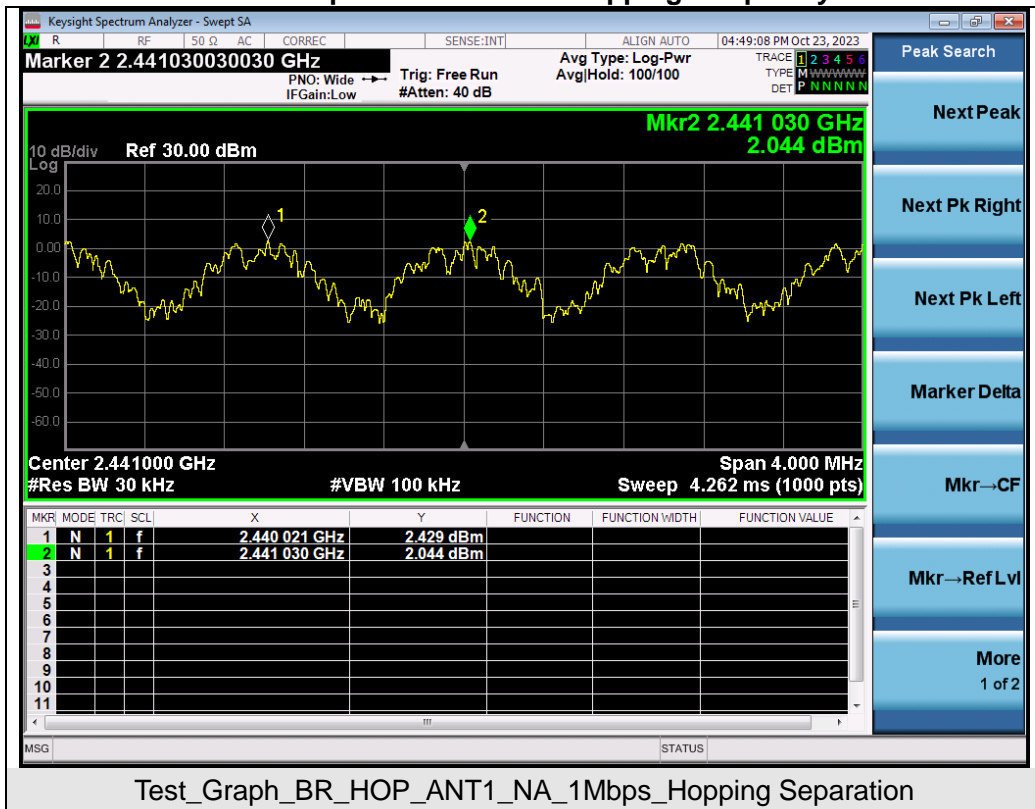 Keysight Spectrum Analyzer - Swept SA
LXI R RF 50 Ω AC CORREC SENSE:INT ALIGN AUTO 04:49:08 PM Oct 23, 2023
Marker 2 2.441030030030 GHz
PNO: Wide
IFGain:Low
Trig: Free Run
#Atten: 40 dB
Avg Type: Log-Pwr
Avg|Hold: 100/100
TRACE 1 2 3 4 5 6
TYPE M W W W W W
DET P N N N N N
Mkr2 2.441 030 GHz
2.044 dBm
10 dB/div Ref 30.00 dBm
Log
20.0
10.0
0.00
-10.0
-20.0
-30.0
-40.0
-50.0
-60.0
1
2
Center 2.441000 GHz Span 4.000 MHz
#Res BW 30 kHz #VBW 100 kHz Sweep 4.262 ms (1000 pts)
MKR MODE TRC SCL X Y FUNCTION FUNCTION WIDTH FUNCTION VALUE
1 N 1 f 2.440 021 GHz 2.429 dBm
2 N 1 f 2.441 030 GHz 2.044 dBm
3
4
5
6
7
8
9
10
11
MSG STATUS
Peak Search
Next Peak
Next Pk Right
Next Pk Left
Marker Delta
Mkr→CF
Mkr→Ref Lvl
More
1 of 2
Test_Graph_BR_HOP_ANT1_NA_1Mbps_Hopping Separation